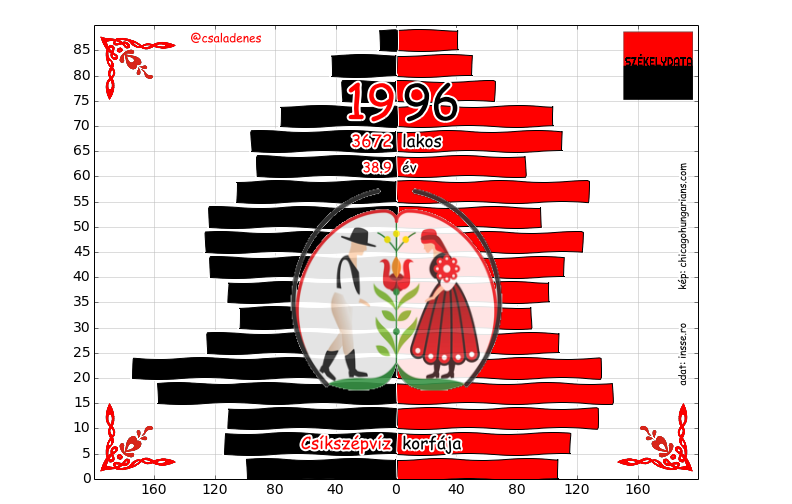 @csaladenes
SZÉKELYDATA
1996
3672 lakos
38.9 év
kép: chicagohungarians.com
adat: insse.ro
Csíkszépvíz korfája
85
80
75
70
65
60
55
50
45
40
35
30
25
20
15
10
5
0
160 120 80 40 0 40 80 120 160